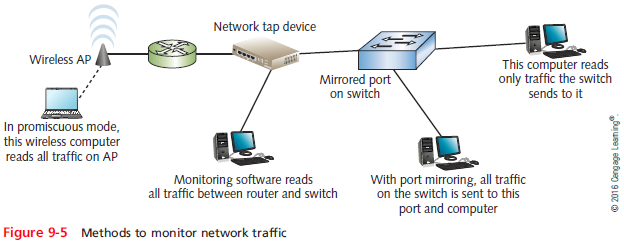 Network tap device
Wireless AP
Mirrored port
on switch
This computer reads
only traffic the switch
sends to it
In promiscuous mode,
this wireless computer
reads all traffic on AP
Monitoring software reads
all traffic between router and switch
With port mirroring, all traffic
on the switch is sent to this
port and computer
© 2016 Cengage Learning®.
Figure 9-5 Methods to monitor network traffic